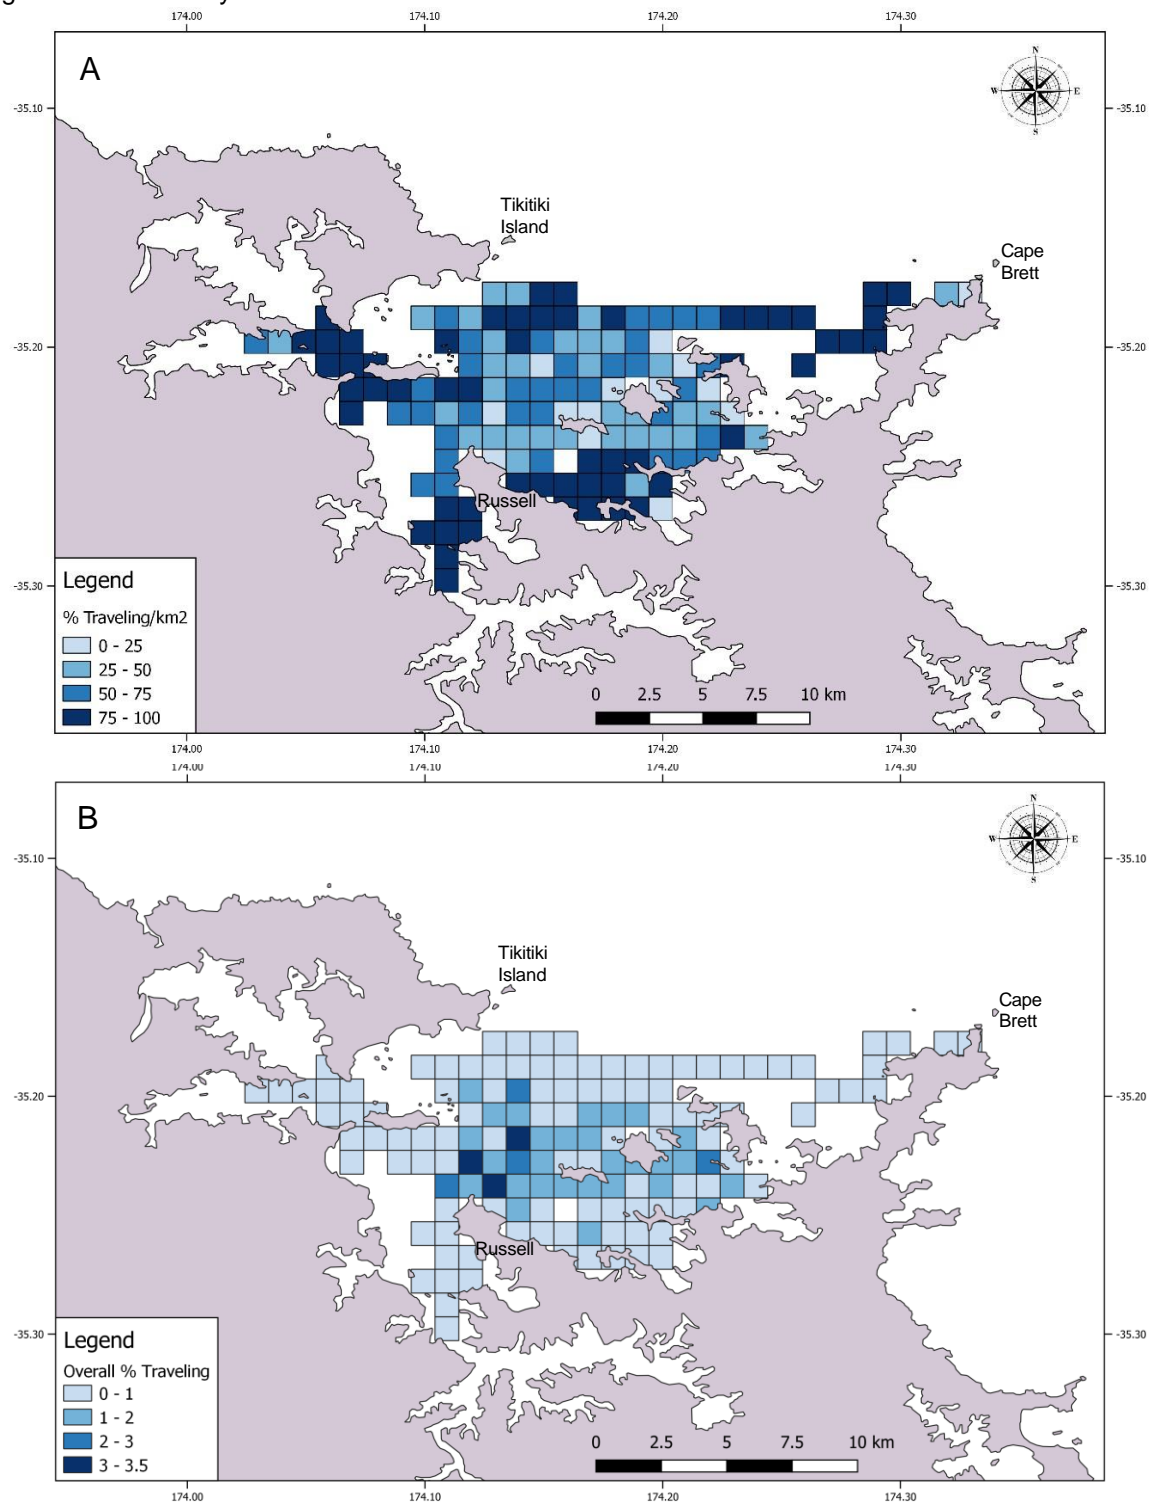 174.00 174.10 174.20 174.30
A
N
W E
S
-35.10 -35.10
Tikitiki
Island
Cape
Brett
-35.20 -35.20
Russell
-35.30 -35.30
Legend
% Traveling/km2
0 - 25
25 - 50
50 - 75
75 - 100
0 2.5 5 7.5 10 km
174.00 174.10 174.20 174.30
174.00 174.10 174.20 174.30
B
N
W E
S
-35.10 -35.10
Tikitiki
Island
Cape
Brett
-35.20 -35.20
Russell
-35.30 -35.30
Legend
Overall % Traveling
0 - 1
1 - 2
2 - 3
3 - 3.5
0 2.5 5 7.5 10 km
174.00 174.10 174.20 174.30